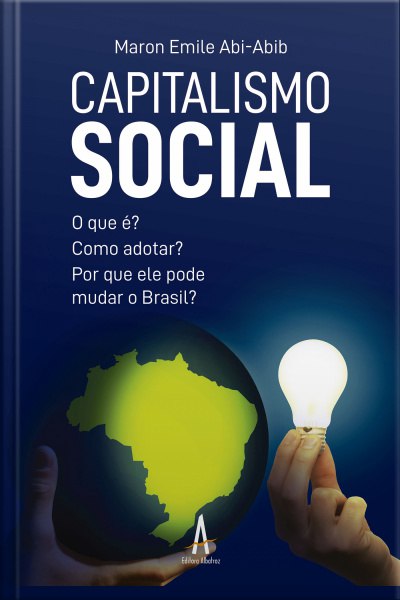 Maron Emile Abi-Abib
CAPITALISMO
SOCIAL
O que é?
Como adotar?
Por que ele pode
mudar o Brasil?
Editora Albatroz